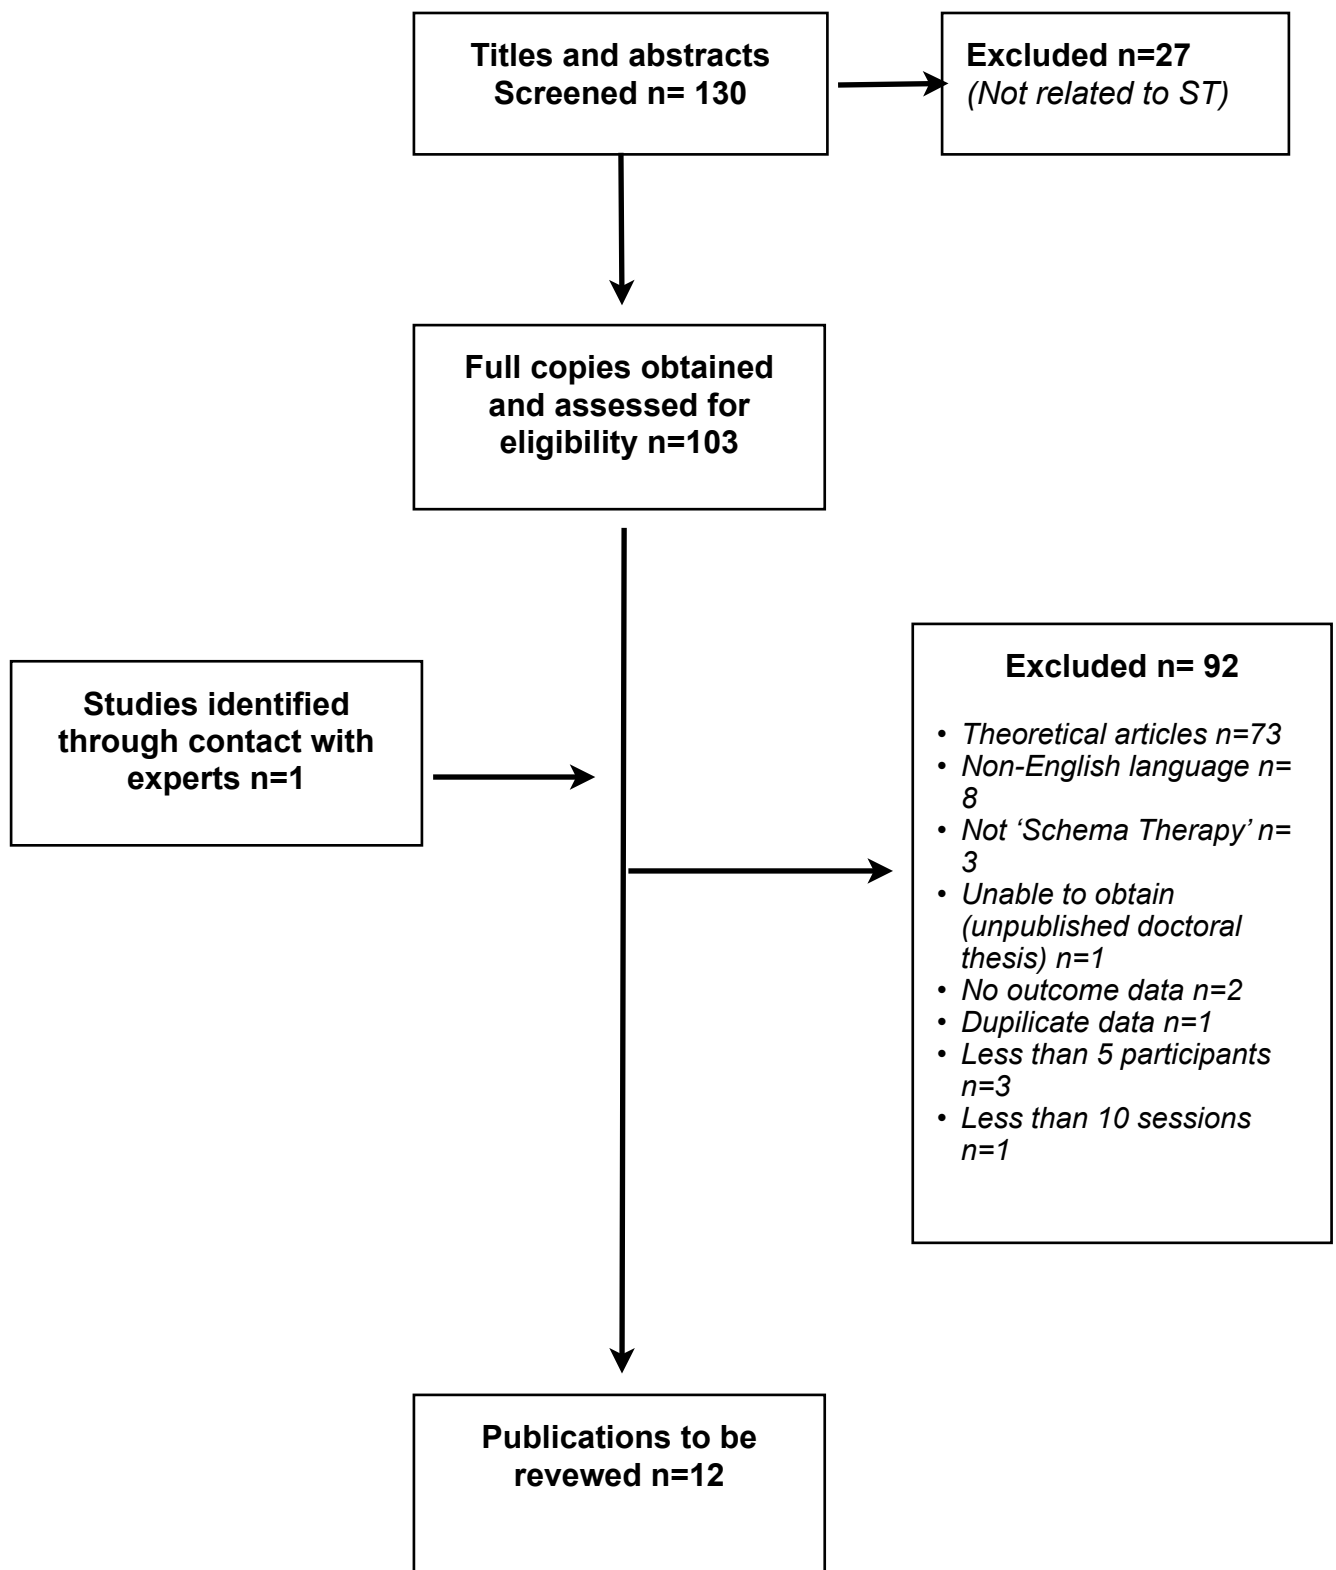 Titles and abstracts
Screened n= 130
Excluded n=27
(Not related to ST)
Full copies obtained
and assessed for
eligibility n=103
Studies identified
through contact with
experts n=1
Excluded n= 92
• Theoretical articles n=73
• Non-English language n=
8
• Not ‘Schema Therapy’ n=
3
• Unable to obtain
(unpublished doctoral
thesis) n=1
• No outcome data n=2
• Dupilicate data n=1
• Less than 5 participants
n=3
• Less than 10 sessions
n=1
Publications to be
revewed n=12